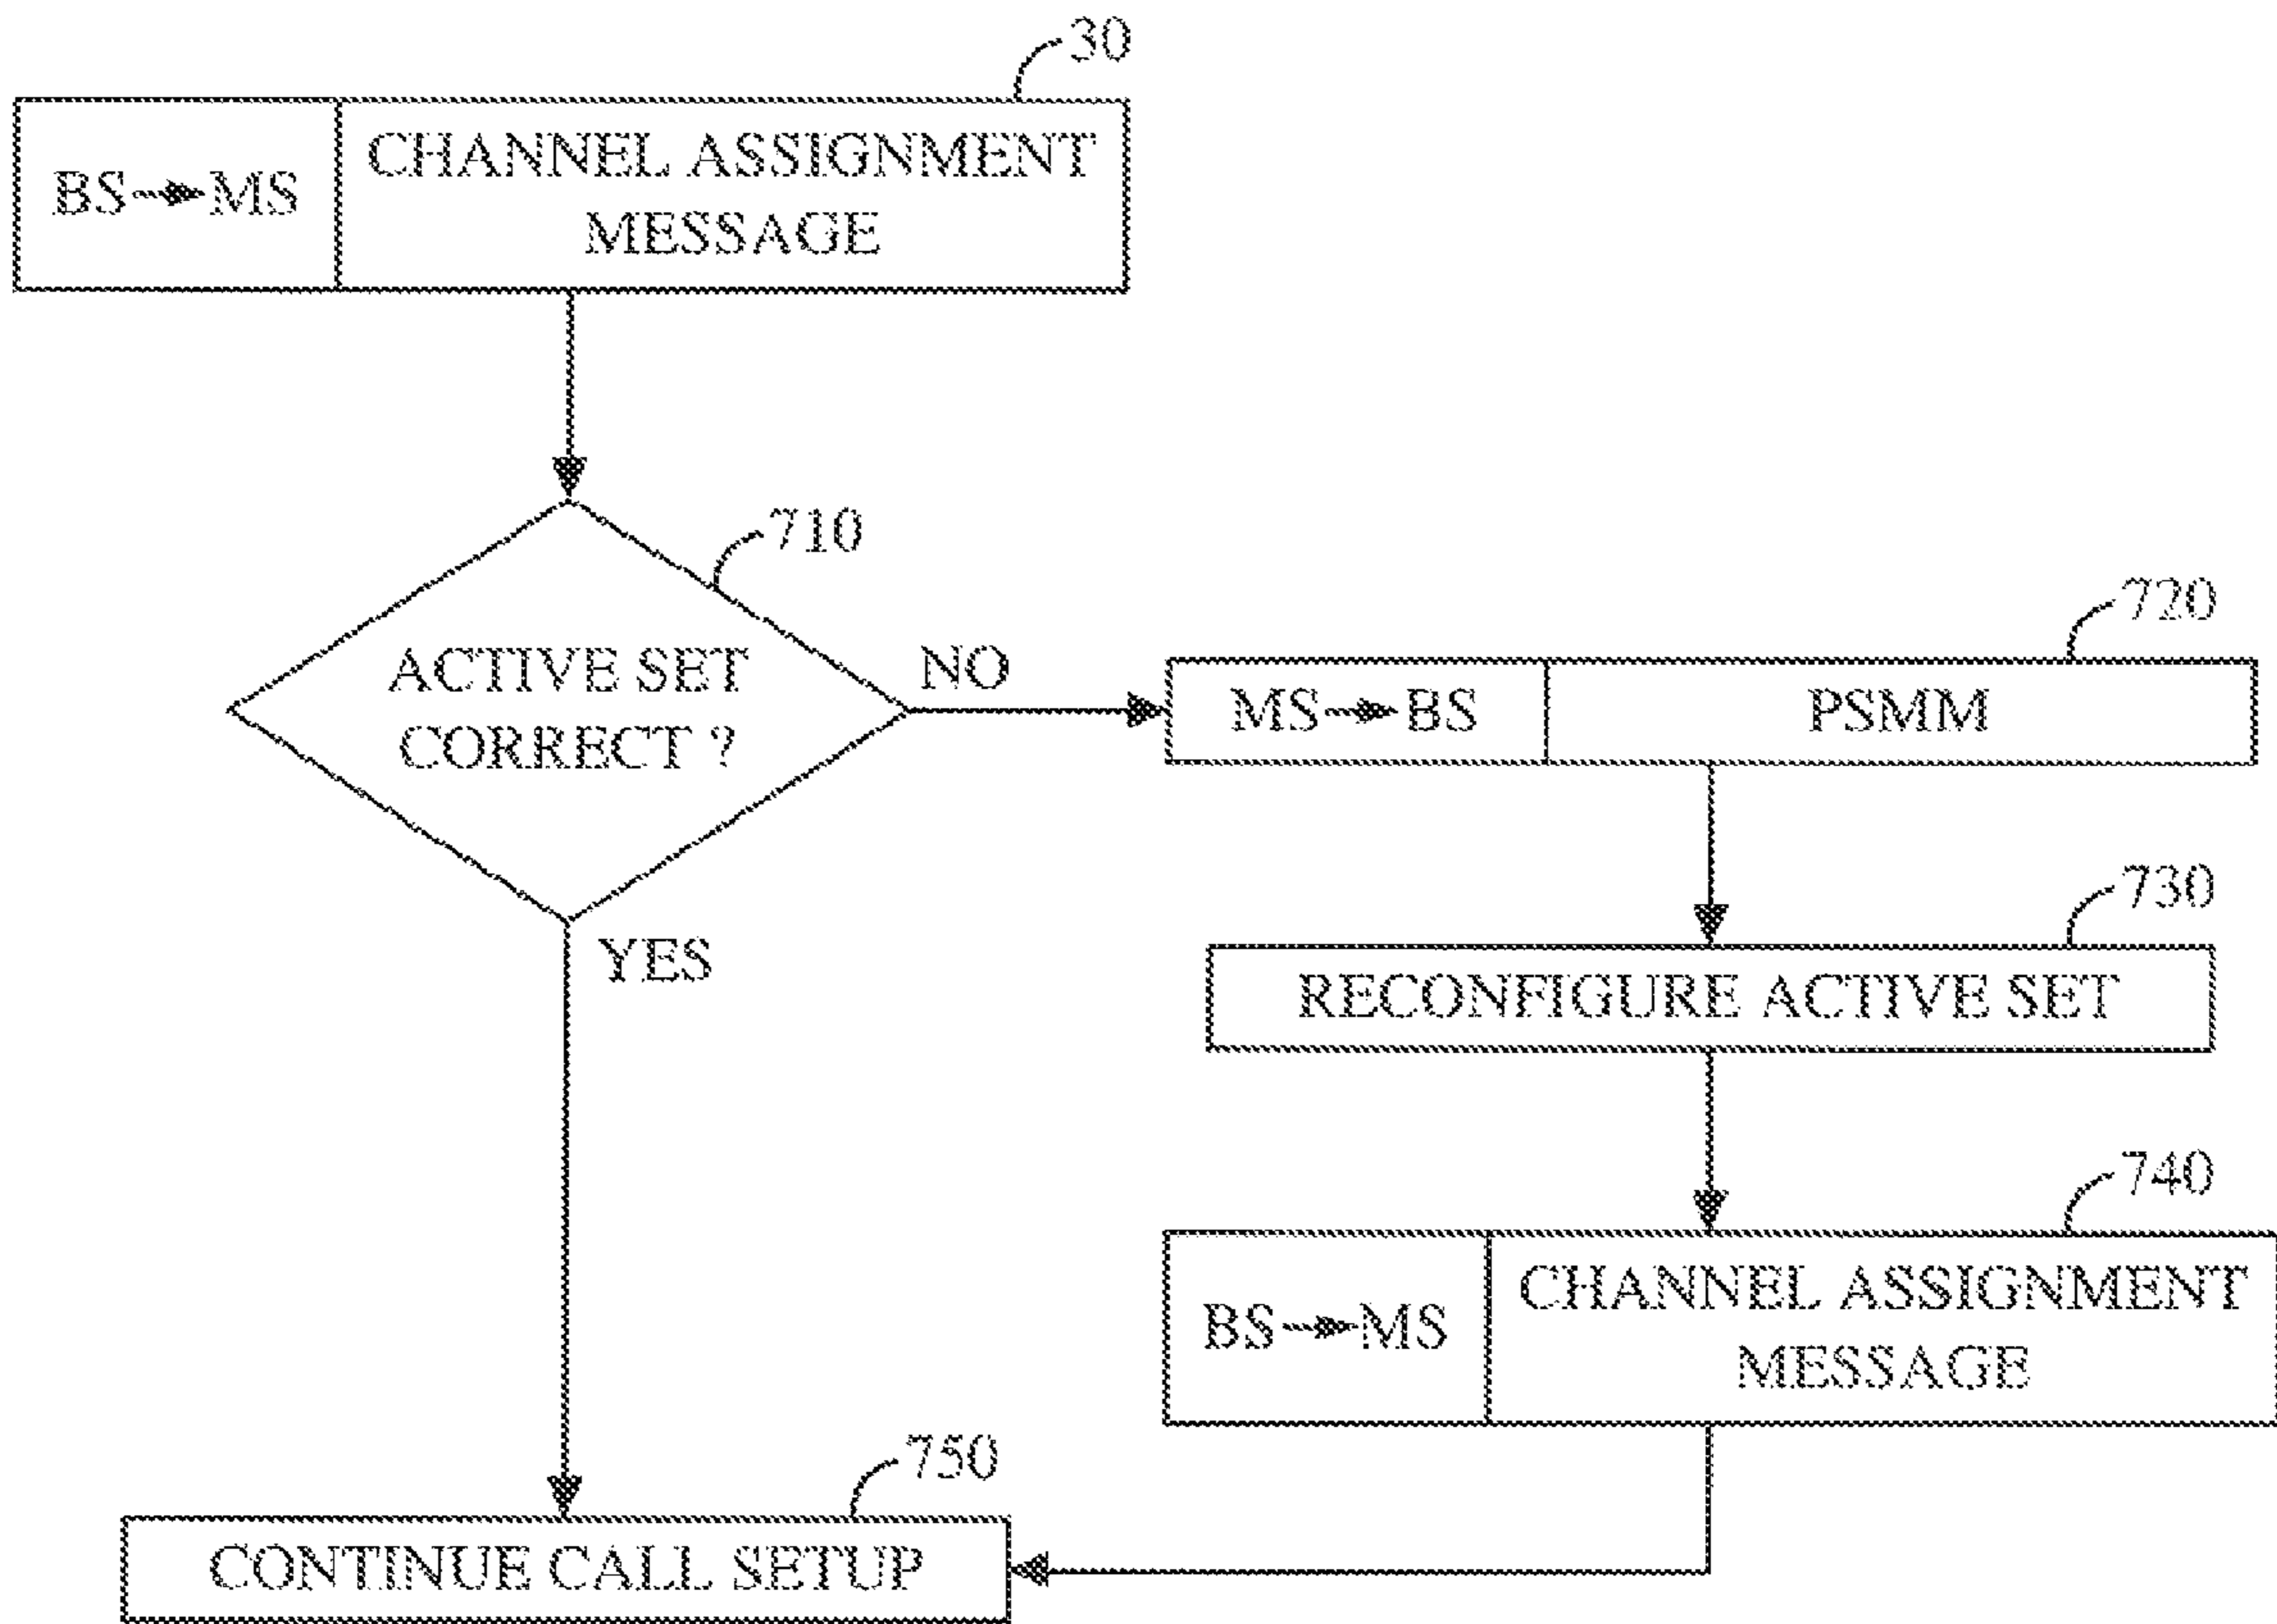 30
BS→MS
CHANNEL ASSIGNMENT
MESSAGE
710
ACTIVE SET
CORRECT ?
NO
720
MS→BS
PSMM
730
YES
RECONFIGURE ACTIVE SET
740
BS→MS
CHANNEL ASSIGNMENT
MESSAGE
750
CONTINUE CALL SETUP